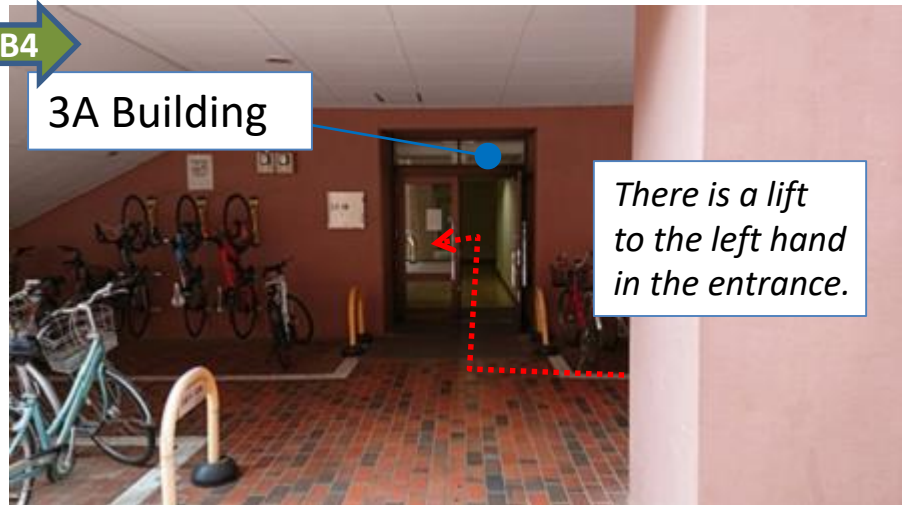 B4
3A Building
There is a lift
to the left hand
in the entrance.